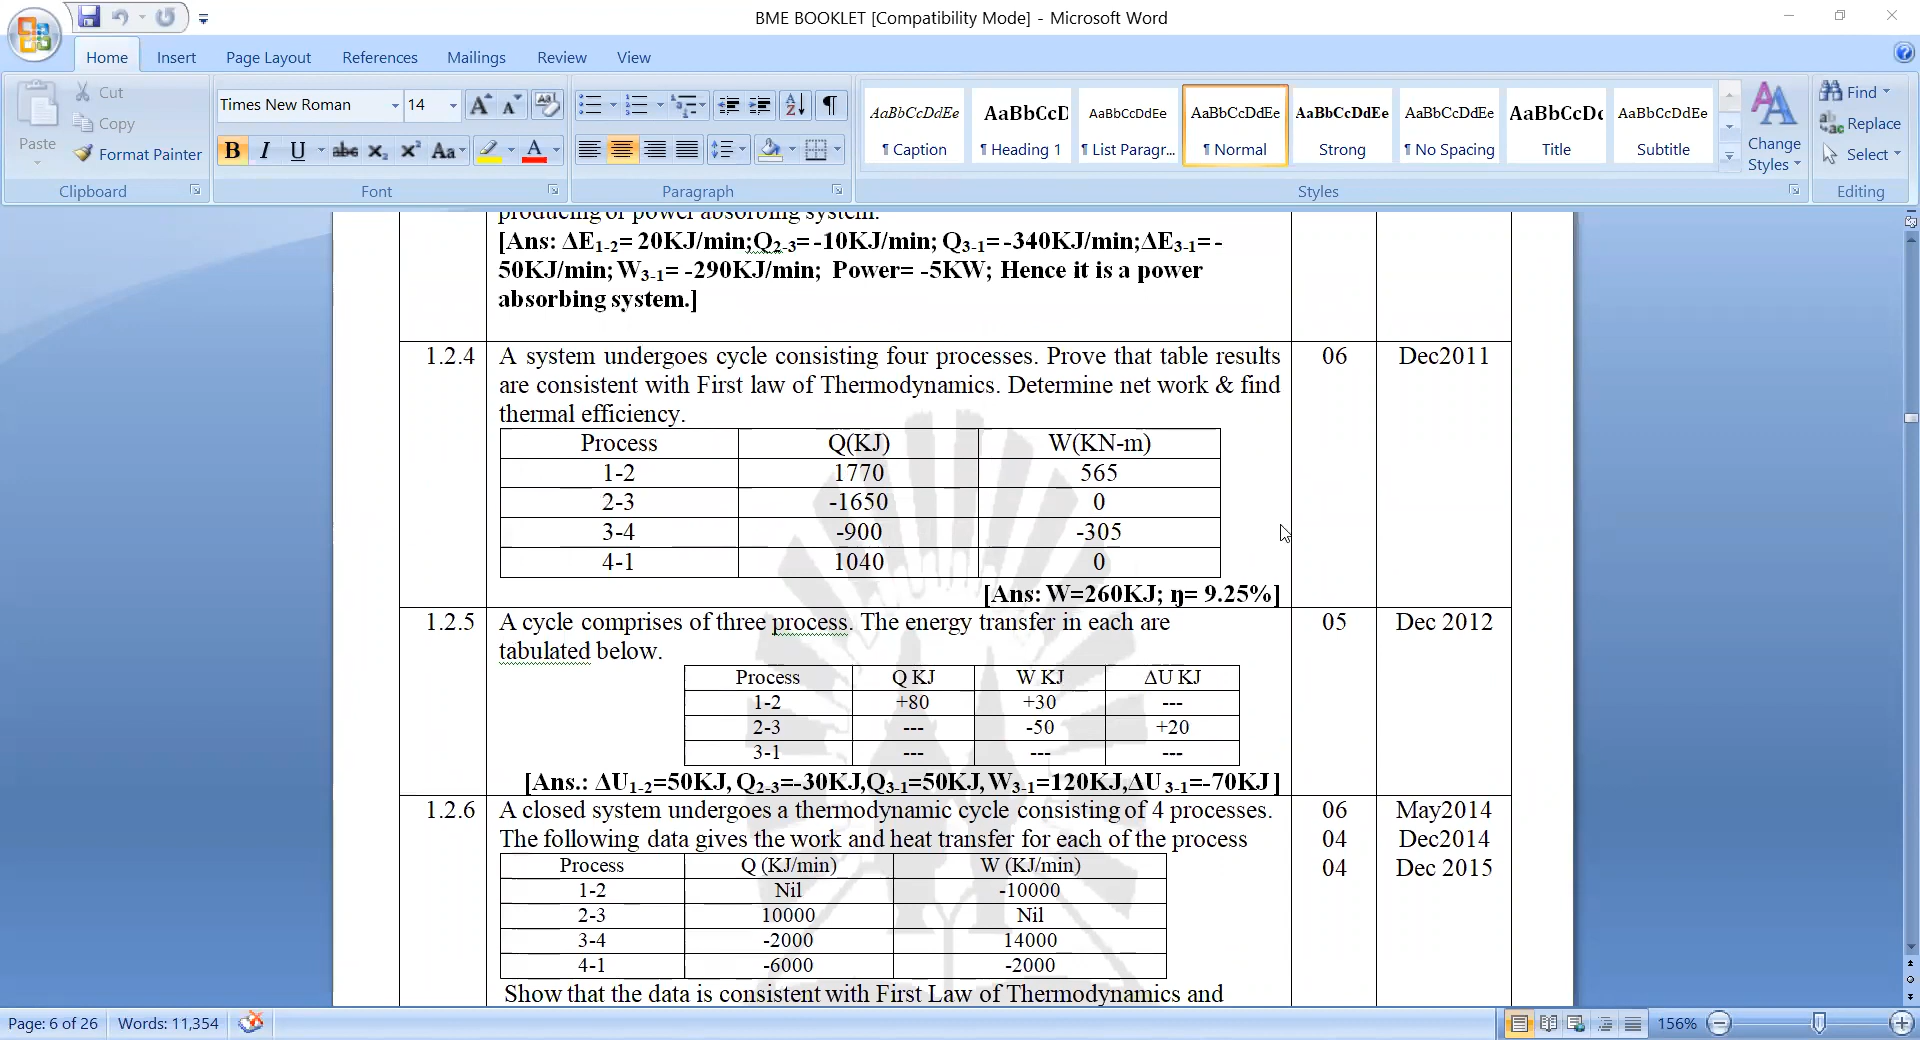 BME BOOKLET [Compatibility Mode] - Microsoft Word
Home Insert Page Layout References Mailings Review View
Paste
Cut
Copy
Format Painter
Clipboard
Times New Roman 14
B I U abc X₂ X² Aa A
Font
Paragraph
AaBbCcDdEe AaBbCcD AaBbCcDdEe AaBbCcDdEe AaBbCcDdEe AaBbCcDdEe AaBbCcDc AaBbCcDdEe
¶ Caption ¶ Heading 1 ¶ List Paragr... ¶ Normal Strong ¶ No Spacing Title Subtitle
Styles
Change Styles
Find
Replace
Select
Editing
producing or power absorbing system.
[Ans: ΔE1-2= 20KJ/min;Q2-3= -10KJ/min; Q3-1= -340KJ/min;ΔE3-1= -
50KJ/min; W3-1= -290KJ/min; Power= -5KW; Hence it is a power
absorbing system.]
1.2.4 A system undergoes cycle consisting four processes. Prove that table results 06 Dec2011
are consistent with First law of Thermodynamics. Determine net work & find
thermal efficiency.
Process Q(KJ) W(KN-m)
1-2 1770 565
2-3 -1650 0
3-4 -900 -305
4-1 1040 0
[Ans: W=260KJ; ŋ= 9.25%]
1.2.5 A cycle comprises of three process. The energy transfer in each are 05 Dec 2012
tabulated below.
Process Q KJ W KJ ΔU KJ
1-2 +80 +30 ---
2-3 --- -50 +20
3-1 --- --- ---
[Ans.: ΔU1-2=50KJ, Q2-3=-30KJ,Q3-1=50KJ, W3-1=120KJ,ΔU3-1=-70KJ]
1.2.6 A closed system undergoes a thermodynamic cycle consisting of 4 processes. 06 May2014
The following data gives the work and heat transfer for each of the process 04 Dec2014
04 Dec 2015
Process Q (KJ/min) W (KJ/min)
1-2 Nil -10000
2-3 10000 Nil
3-4 -2000 14000
4-1 -6000 -2000
Show that the data is consistent with First Law of Thermodynamics and
Page: 6 of 26 Words: 11,354 156%